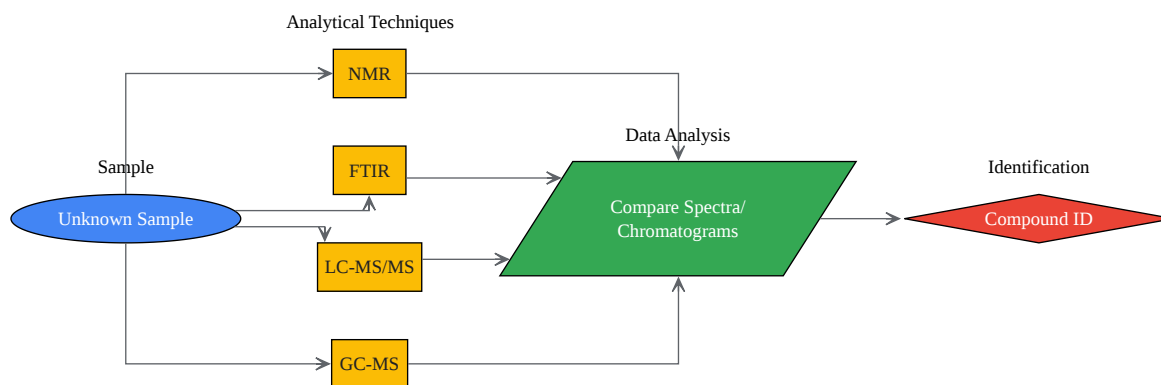 Analytical Techniques
NMR
Data Analysis
Sample
FTIR
Identification
Unknown Sample
Compare Spectra/
Chromatograms
Compound ID
LC-MS/MS
GC-MS